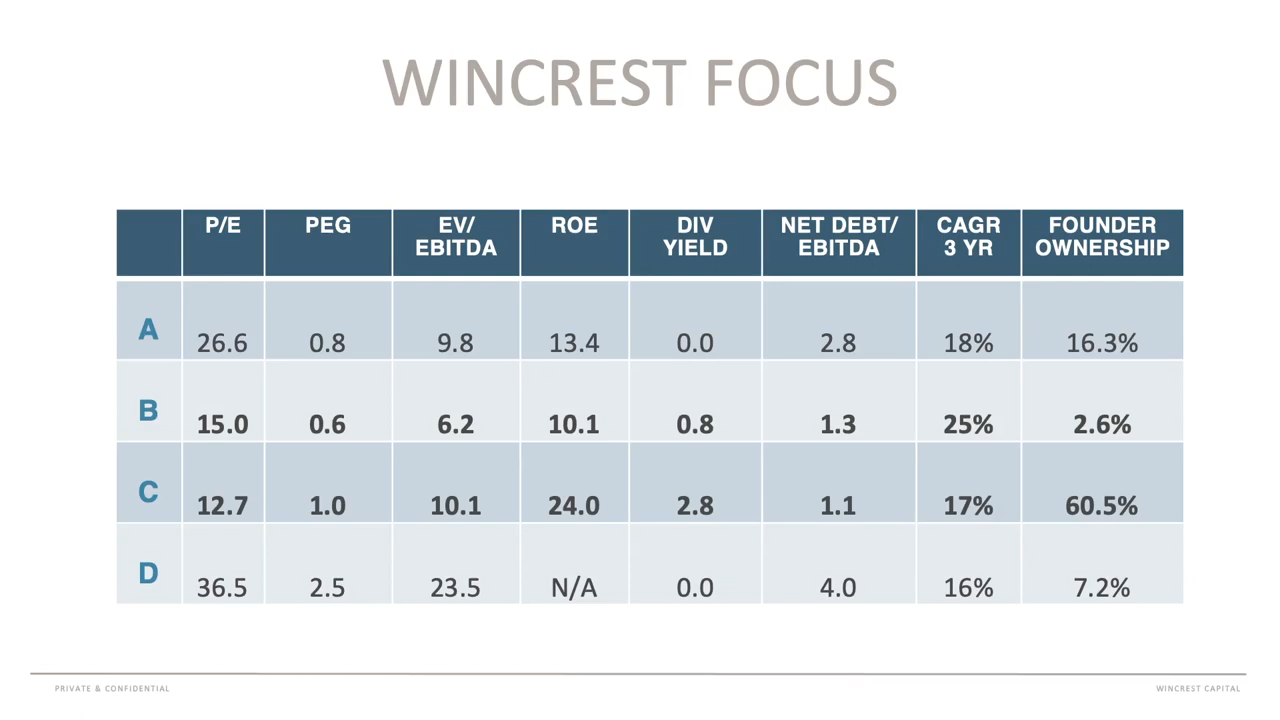 WINCREST FOCUS
P/E PEG EV/ ROE DIV NET DEBT/ CAGR FOUNDER
EBITDA YIELD EBITDA 3 YR OWNERSHIP
A 26.6 0.8 9.8 13.4 0.0 2.8 18% 16.3%
B 15.0 0.6 6.2 10.1 0.8 1.3 25% 2.6%
C 12.7 1.0 10.1 24.0 2.8 1.1 17% 60.5%
D 36.5 2.5 23.5 N/A 0.0 4.0 16% 7.2%
PRIVATE & CONFIDENTIAL WINCREST CAPITAL